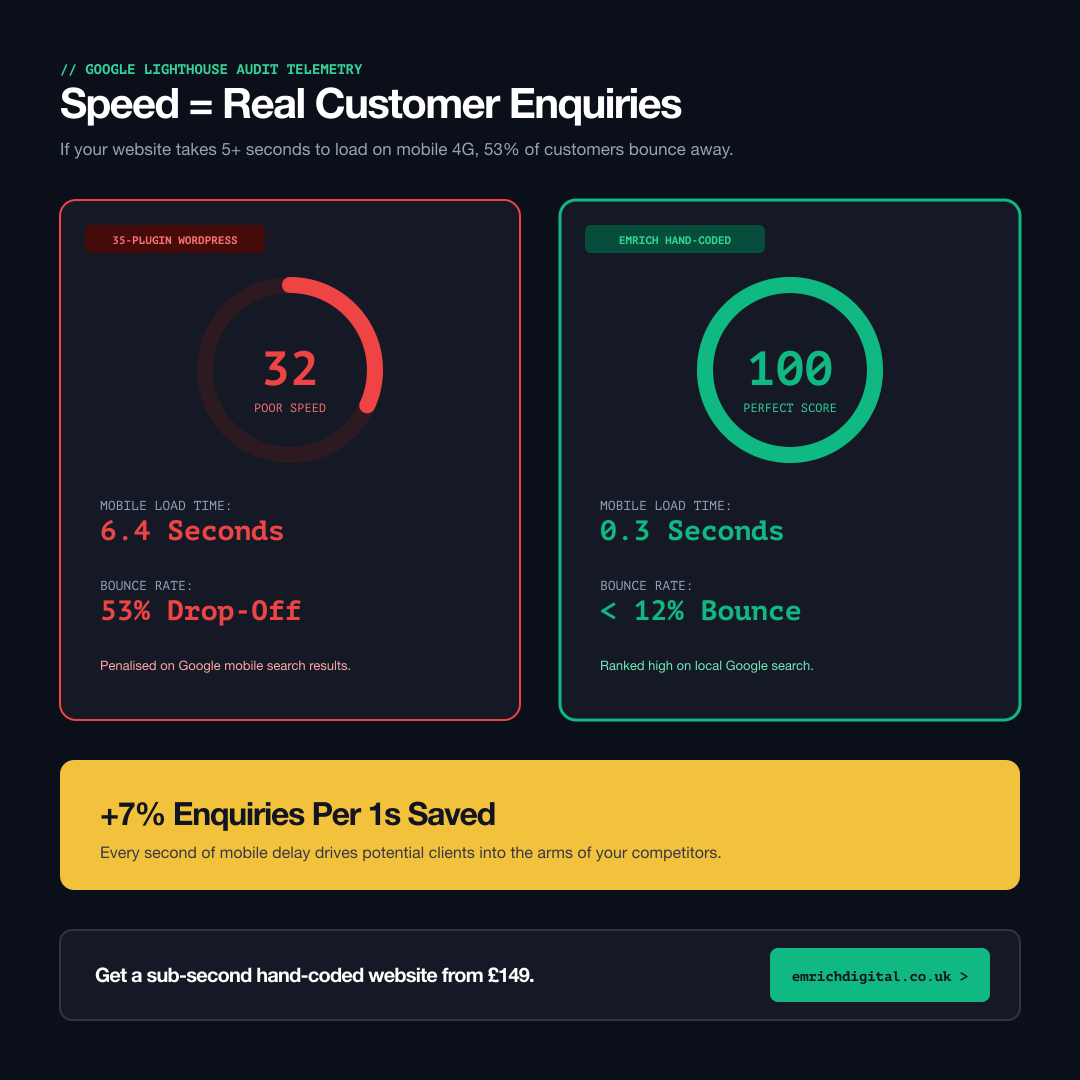 // GOOGLE LIGHTHOUSE AUDIT TELEMETRY
Speed = Real Customer Enquiries
If your website takes 5+ seconds to load on mobile 4G, 53% of customers bounce away.
35-PLUGIN WORDPRESS
32
POOR SPEED
MOBILE LOAD TIME:
6.4 Seconds
BOUNCE RATE:
53% Drop-Off
Penalised on Google mobile search results.
EMRICH HAND-CODED
100
PERFECT SCORE
MOBILE LOAD TIME:
0.3 Seconds
BOUNCE RATE:
< 12% Bounce
Ranked high on local Google search.
+7% Enquiries Per 1s Saved
Every second of mobile delay drives potential clients into the arms of your competitors.
Get a sub-second hand-coded website from £149.
emrichdigital.co.uk >